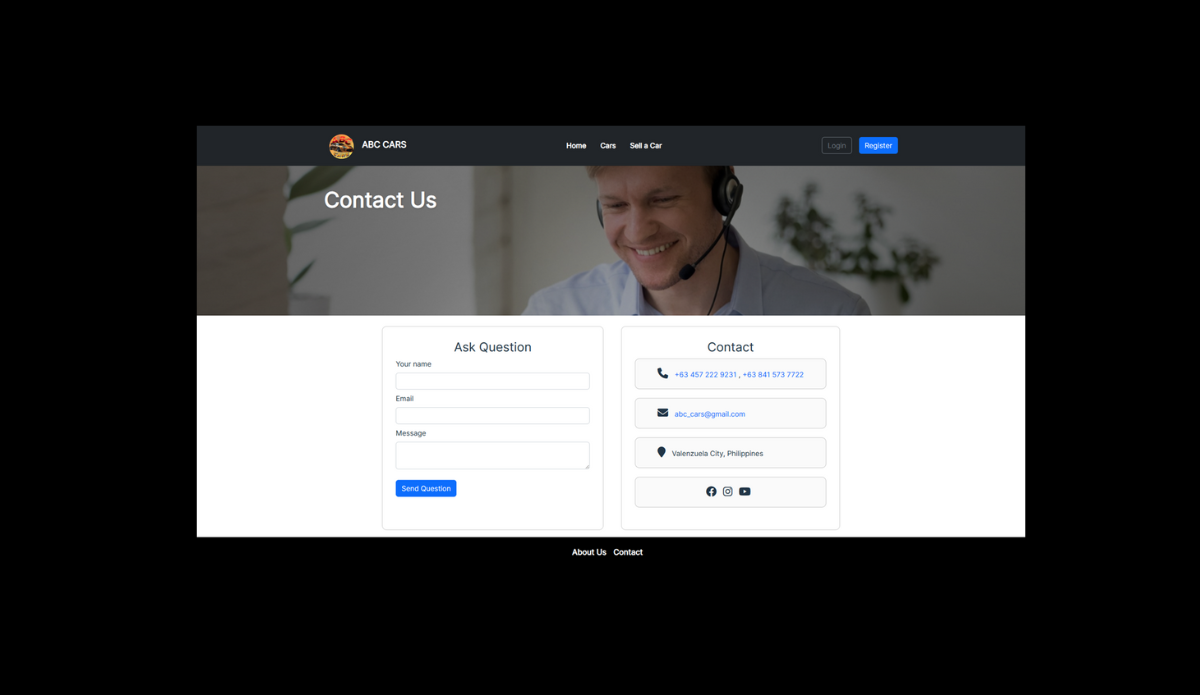 ABC CARS
Home Cars Sell a Car
Login Register
Contact Us
Ask Question
Your name
Email
Message
Send Question
Contact
+63 457 222 9231 , +63 841 573 7722
abc_cars@gmail.com
Valenzuela City, Philippines
About Us Contact